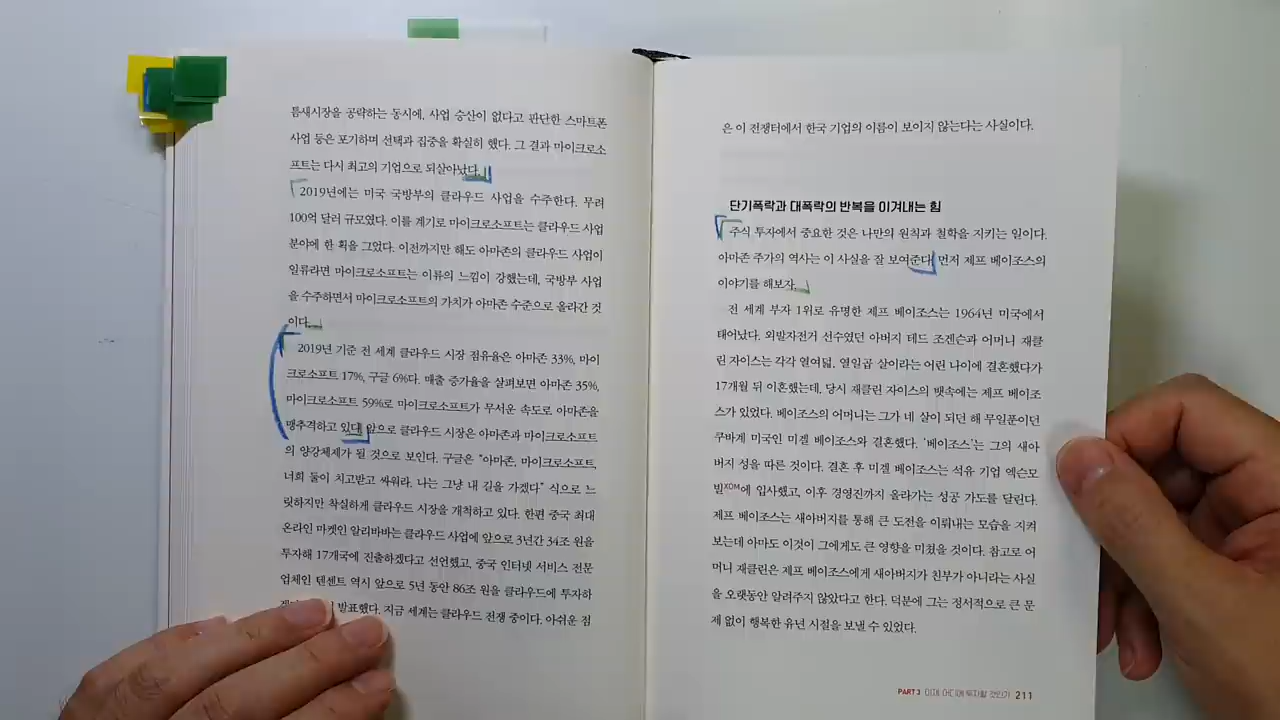 틈새시장을 공략하는 동시에, 사업 승산이 없다고 판단한 스마트폰
사업 등은 포기하며 선택과 집중을 확실히 했다. 그 결과 마이크로소
프트는 다시 최고의 기업으로 되살아났다.
2019년에는 미국 국방부의 클라우드 사업을 수주한다. 무려
100억 달러 규모였다. 이를 계기로 마이크로소프트는 클라우드 사업
분야에 한 획을 그었다. 이전까지만 해도 아마존의 클라우드 사업이
일류라면 마이크로소프트는 이류의 느낌이 강했는데, 국방부 사업
을 수주하면서 마이크로소프트의 가치가 아마존 수준으로 올라간 것
이다.
2019년 기준 전 세계 클라우드 시장 점유율은 아마존 33%, 마이
크로소프트 17%, 구글 6%다. 매출 증가율을 살펴보면 아마존 35%,
마이크로소프트 59%로 마이크로소프트가 무서운 속도로 아마존을
맹추격하고 있다. 앞으로 클라우드 시장은 아마존과 마이크로소프트
의 양강체제가 될 것으로 보인다. 구글은 “아마존, 마이크로소프트,
너희 둘이 치고받고 싸워라. 나는 그냥 내 길을 가겠다” 식으로 느
릿하지만 착실하게 클라우드 시장을 개척하고 있다. 한편 중국 최대
온라인 마켓인 알리바바는 클라우드 사업에 앞으로 3년간 34조 원을
투자해 17개국에 진출하겠다고 선언했고, 중국 인터넷 서비스 전문
업체인 텐센트 역시 앞으로 5년 동안 86조 원을 클라우드에 투자하
발표했다. 지금 세계는 클라우드 전쟁 중이다. 아쉬운 점
은 이 전쟁터에서 한국 기업의 이름이 보이지 않는다는 사실이다.
단기폭락과 대폭락의 반복을 이겨내는 힘
주식 투자에서 중요한 것은 나만의 원칙과 철학을 지키는 일이다.
아마존 주가의 역사는 이 사실을 잘 보여준다. 먼저 제프 베이조스의
이야기를 해보자.
전 세계 부자 1위로 유명한 제프 베이조스는 1964년 미국에서
태어났다. 외발자전거 선수였던 아버지 테드 조겐슨과 어머니 재클
린 자이스는 각각 열여덟, 열일곱 살이라는 어린 나이에 결혼했다가
17개월 뒤 이혼했는데, 당시 재클린 자이스의 뱃속에는 제프 베이조
스가 있었다. 베이조스의 어머니는 그가 네 살이 되던 해 무일푼이던
쿠바계 미국인 미겔 베이조스와 결혼했다. ‘베이조스’는 그의 새아
버지 성을 따른 것이다. 결혼 후 미겔 베이조스는 석유 기업 엑슨모
빌XOM에 입사했고, 이후 경영진까지 올라가는 성공 가도를 달린다.
제프 베이조스는 새아버지를 통해 큰 도전을 이뤄내는 모습을 지켜
보는데 아마도 이것이 그에게도 큰 영향을 미쳤을 것이다. 참고로 어
머니 재클린은 제프 베이조스에게 새아버지가 친부가 아니라는 사실
을 오랫동안 알려주지 않았다고 한다. 덕분에 그는 정서적으로 큰 문
제 없이 행복한 유년 시절을 보낼 수 있었다.
PART 3 이제 어디에 투자할 것인가 211